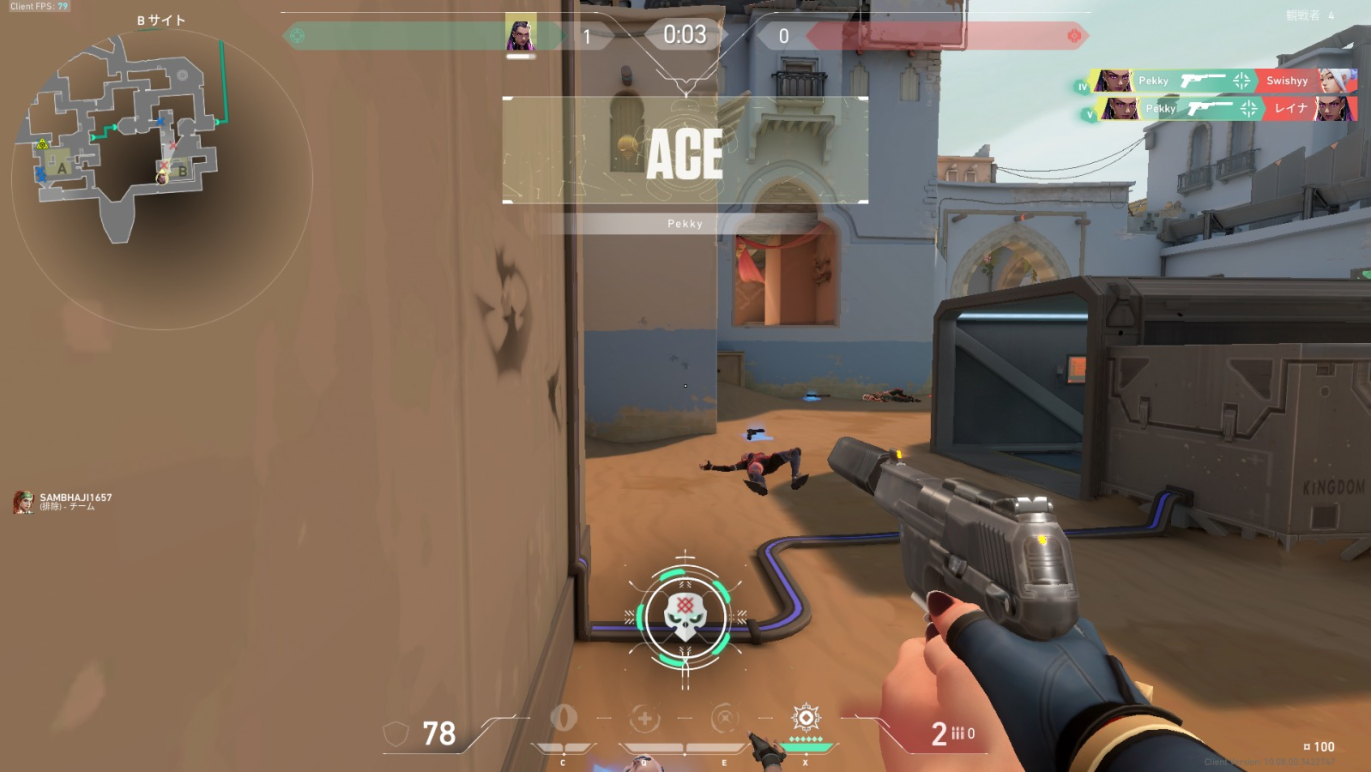 Client FPS: 79
B サイト
1
0:03
0
観戦者 4
IV Pekky Swishyy
V Pekky レイナ
ACE
Pekky
A
B
SAMBHAJI1657
(排除) - チーム
KINGDOM
78
2
0
C
Q
E
X
100